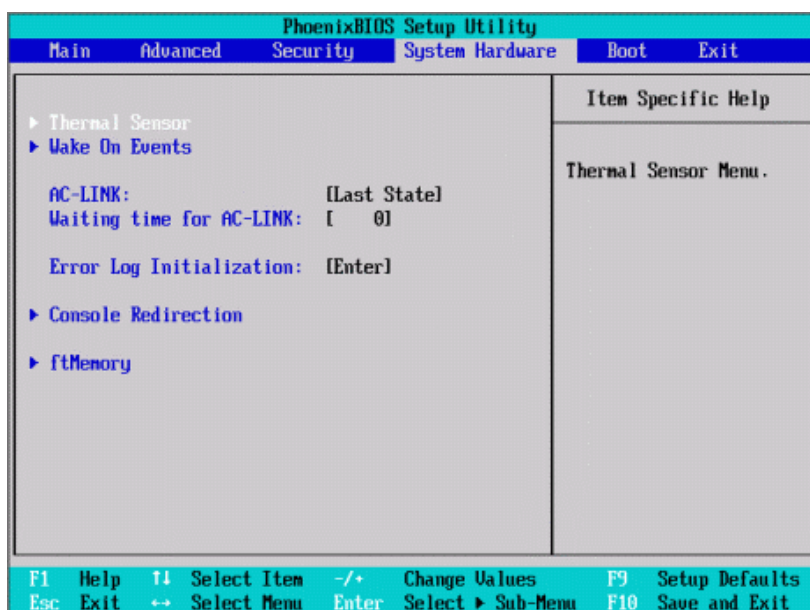 PhoenixBIOS Setup Utility
Main Advanced Security System Hardware Boot Exit
Item Specific Help
▶ Thermal Sensor
▶ Wake On Events
Thermal Sensor Menu.
AC-LINK: [Last State]
Waiting time for AC-LINK: [ 0]
Error Log Initialization: [Enter]
▶ Console Redirection
▶ ftMemory
F1 Help ↑↓ Select Item -/+ Change Values F9 Setup Defaults
Esc Exit ↔ Select Menu Enter Select ▶ Sub-Menu F10 Save and Exit